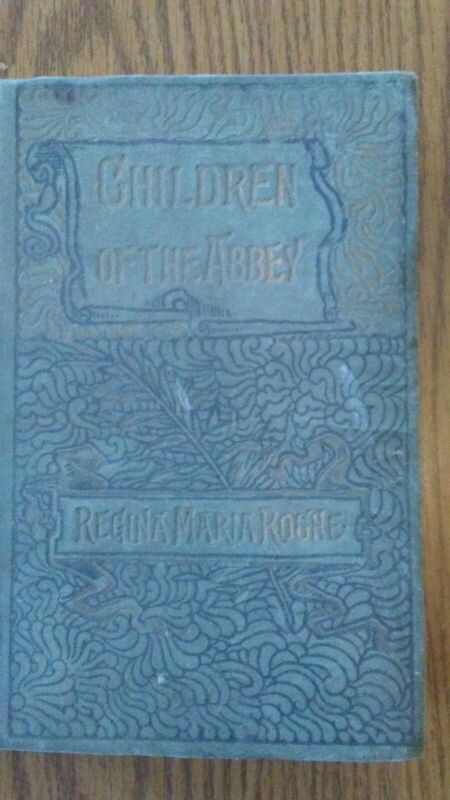 CHILDREN
OF THE ABBEY
REGINA MARIA ROCHE